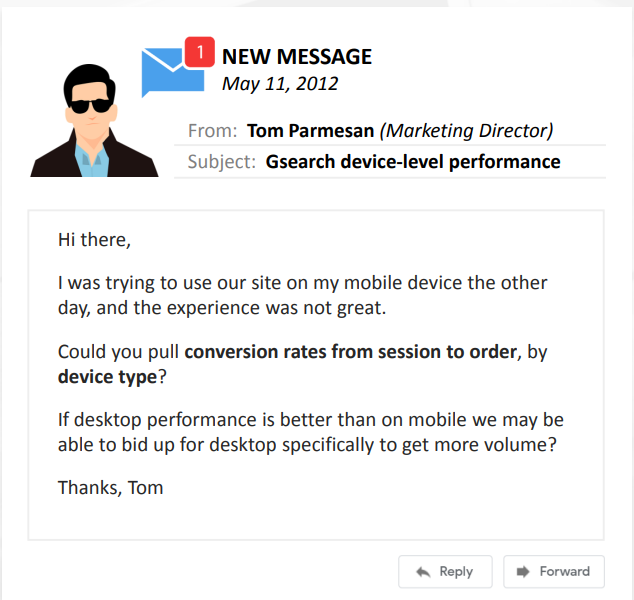 1
NEW MESSAGE
May 11, 2012
From: Tom Parmesan (Marketing Director)
Subject: Gsearch device-level performance
Hi there,
I was trying to use our site on my mobile device the other
day, and the experience was not great.
Could you pull conversion rates from session to order, by
device type?
If desktop performance is better than on mobile we may be
able to bid up for desktop specifically to get more volume?
Thanks, Tom
Reply
Forward